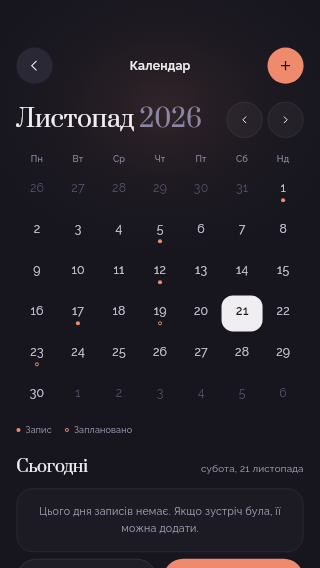 Календар
Листопад 2026
Пн Вт Ср Чт Пт Сб Нд
26 27 28 29 30 31 1
2 3 4 5 6 7 8
9 10 11 12 13 14 15
16 17 18 19 20 21 22
23 24 25 26 27 28 29
30 1 2 3 4 5 6
Запис Заплановано
Сьогодні субота, 21 листопада
Цього дня записів немає. Якщо зустріч була, її
можна додати.